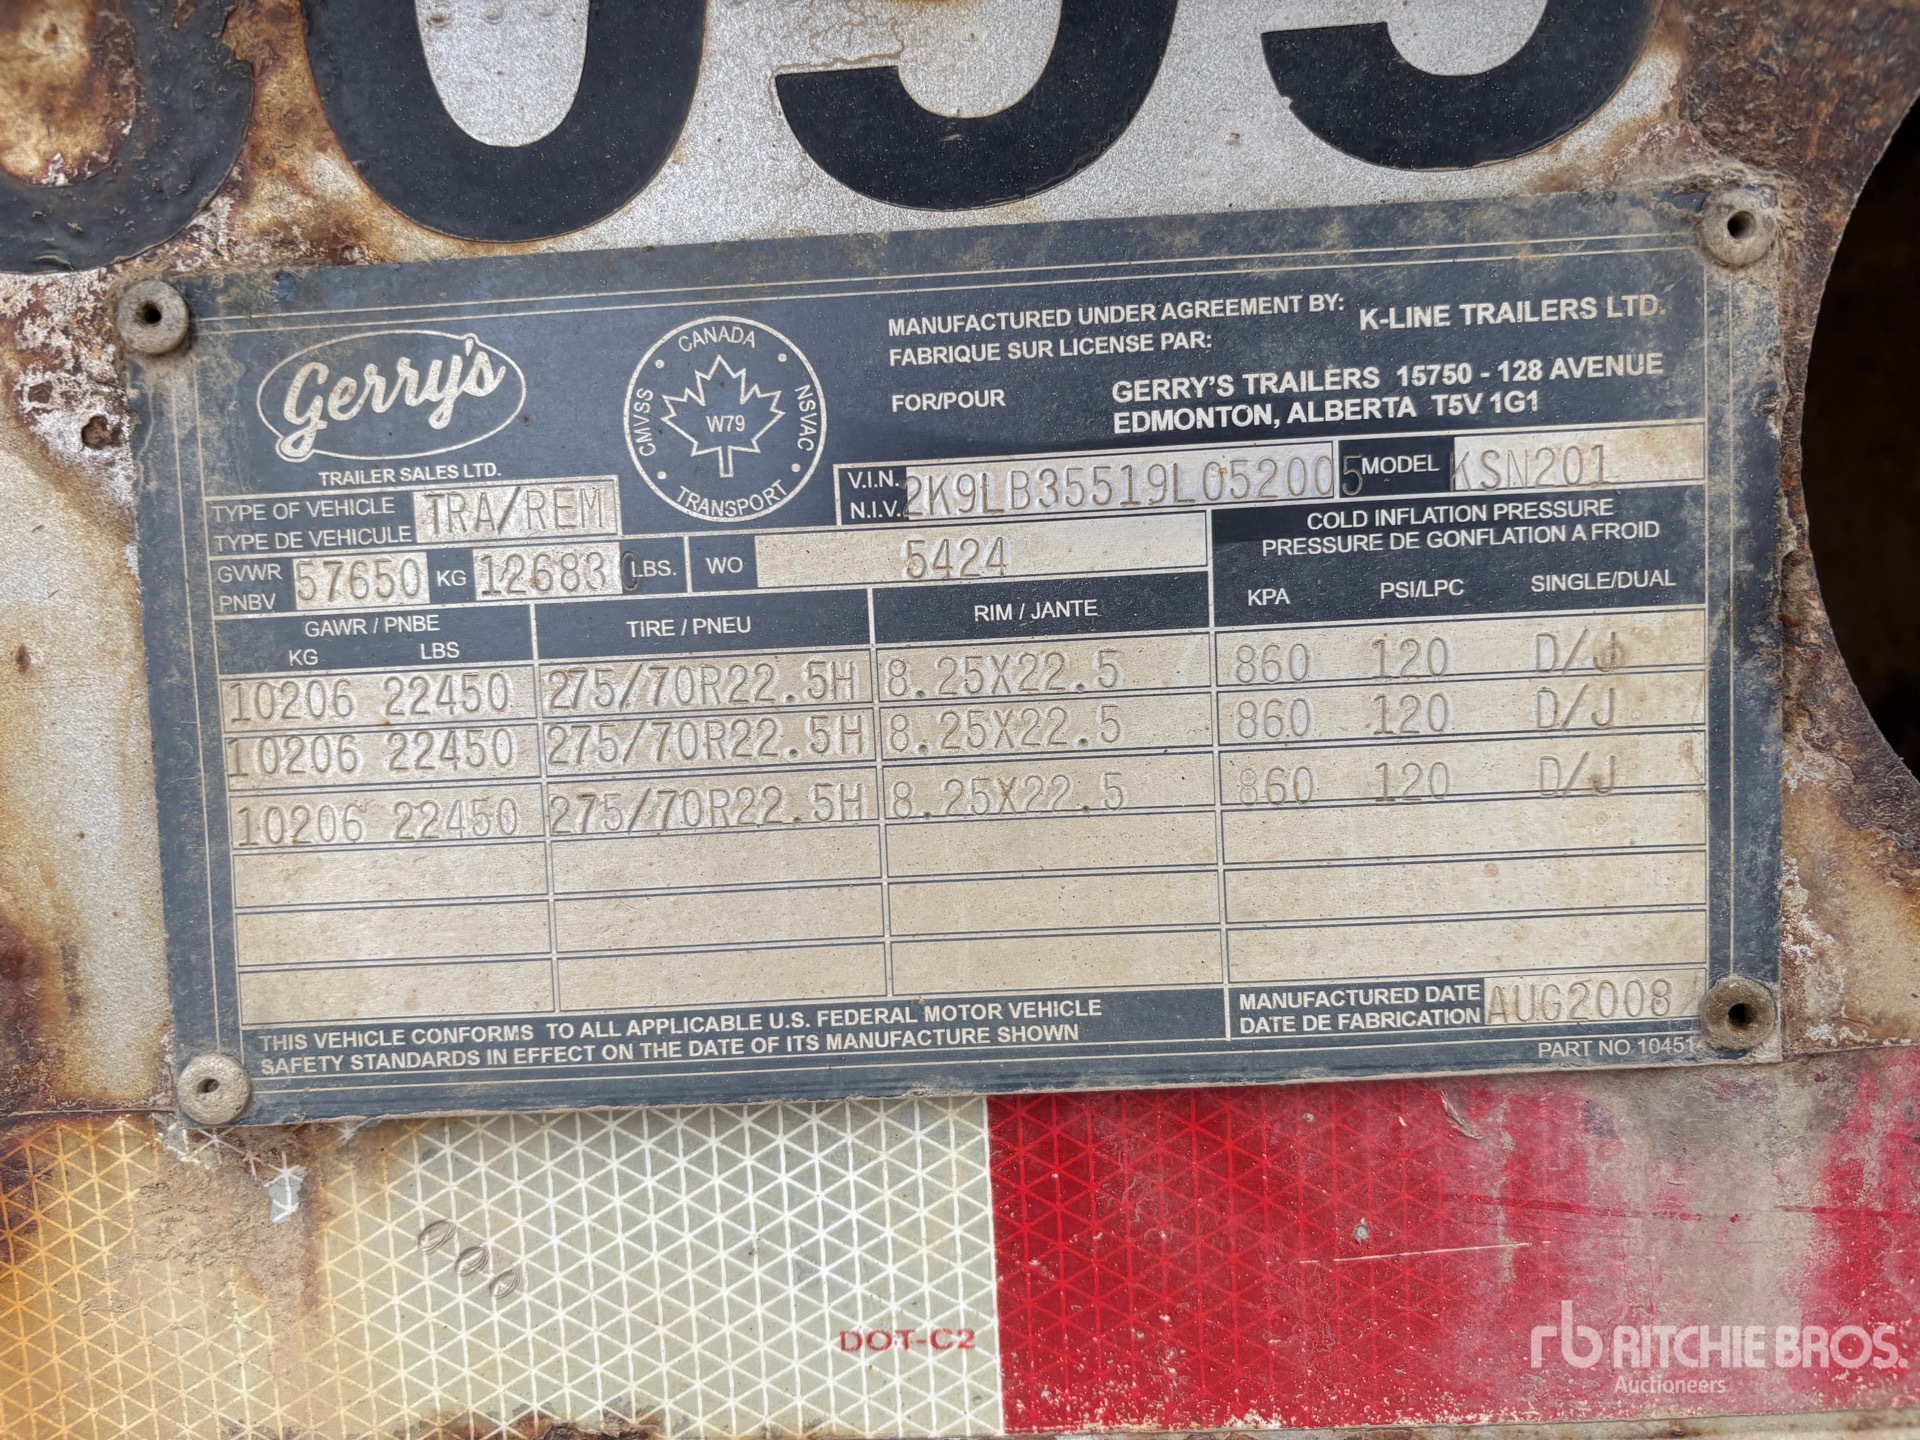 Gerry's
TRAILER SALES LTD.
CANADA
CMVSS
NSVAC
W79
TRANSPORT
MANUFACTURED UNDER AGREEMENT BY: K-LINE TRAILERS LTD.
FABRIQUE SUR LICENSE PAR:
FOR/POUR GERRY'S TRAILERS 15750 - 128 AVENUE
EDMONTON, ALBERTA T5V 1G1
V.I.N. 2K9LB35519L052005 MODEL KSN201
N.I.V.
TYPE OF VEHICLE TRA/REM
TYPE DE VEHICULE
GVWR 57650 KG 126830 LBS. WO 5424
PNBV
COLD INFLATION PRESSURE
PRESSURE DE GONFLATION A FROID
GAWR / PNBE TIRE / PNEU RIM / JANTE KPA PSI/LPC SINGLE/DUAL
KG LBS
10206 22450 275/70R22.5H 8.25X22.5 860 120 D/J
10206 22450 275/70R22.5H 8.25X22.5 860 120 D/J
10206 22450 275/70R22.5H 8.25X22.5 860 120 D/J
THIS VEHICLE CONFORMS TO ALL APPLICABLE U.S. FEDERAL MOTOR VEHICLE
SAFETY STANDARDS IN EFFECT ON THE DATE OF ITS MANUFACTURE SHOWN
MANUFACTURED DATE AUG2008
DATE DE FABRICATION
PART NO 104514
DOT-C2
rb RITCHIE BROS.
Auctioneers